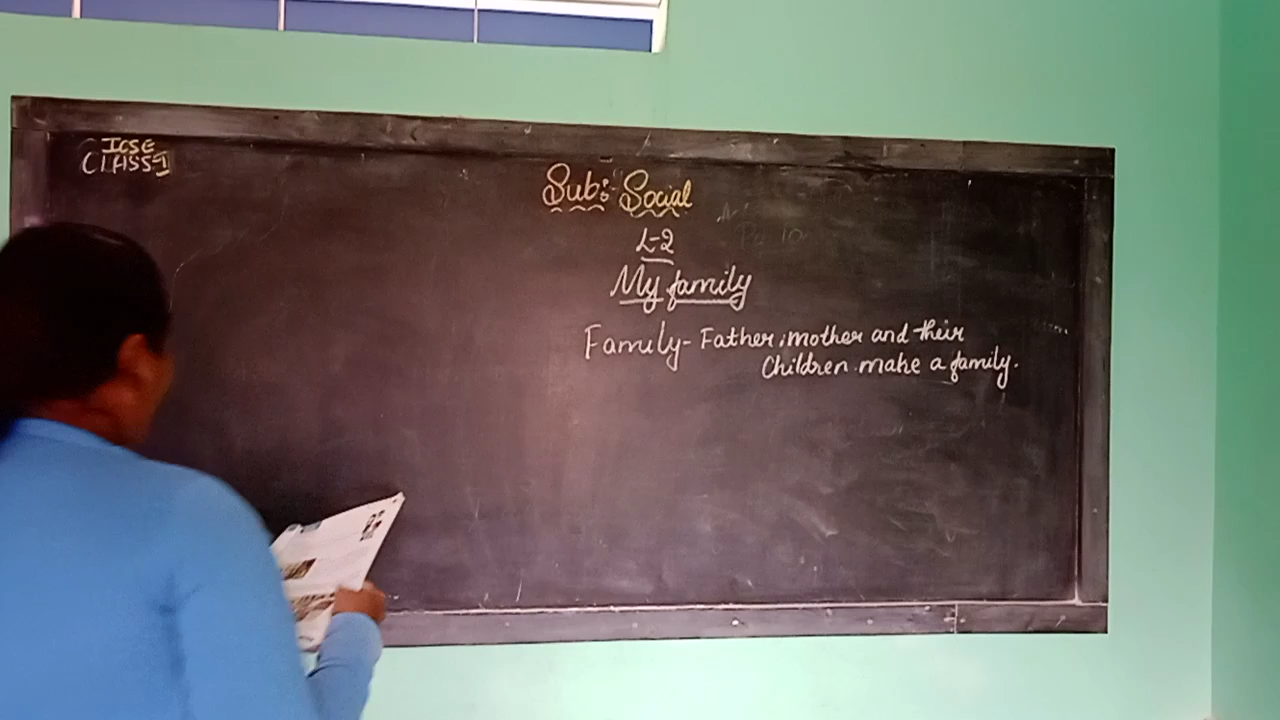 ICSE
CLASS-I
Sub:- Social
L-2
My family
Family - Father, mother and their
Children make a family.